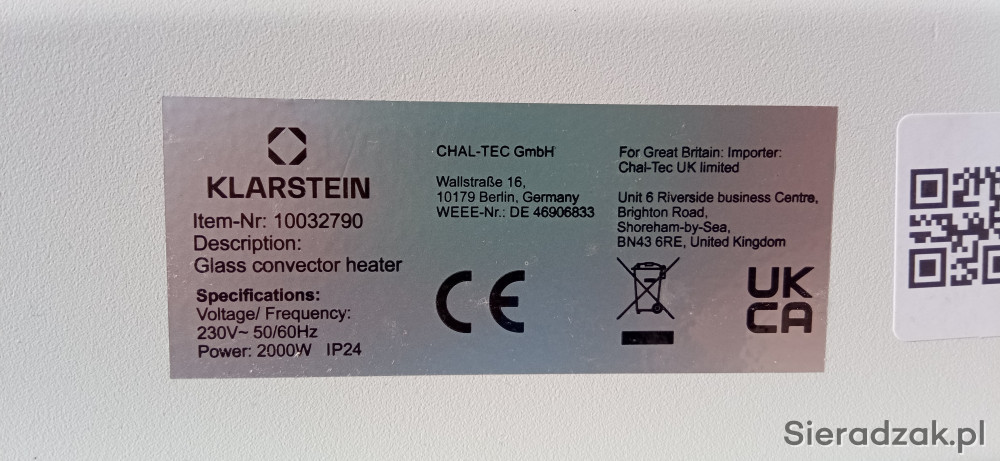 KLARSTEIN
Item-Nr: 10032790
Description:
Glass convector heater
Specifications:
Voltage/ Frequency:
230V~ 50/60Hz
Power: 2000W IP24
CHAL-TEC GmbH
Wallstraße 16,
10179 Berlin, Germany
WEEE-Nr.: DE 46906833
CE
For Great Britain: Importer:
Chal-Tec UK limited
Unit 6 Riverside business Centre,
Brighton Road,
Shoreham-by-Sea,
BN43 6RE, United Kingdom
UK
CA
Sieradzak.pl